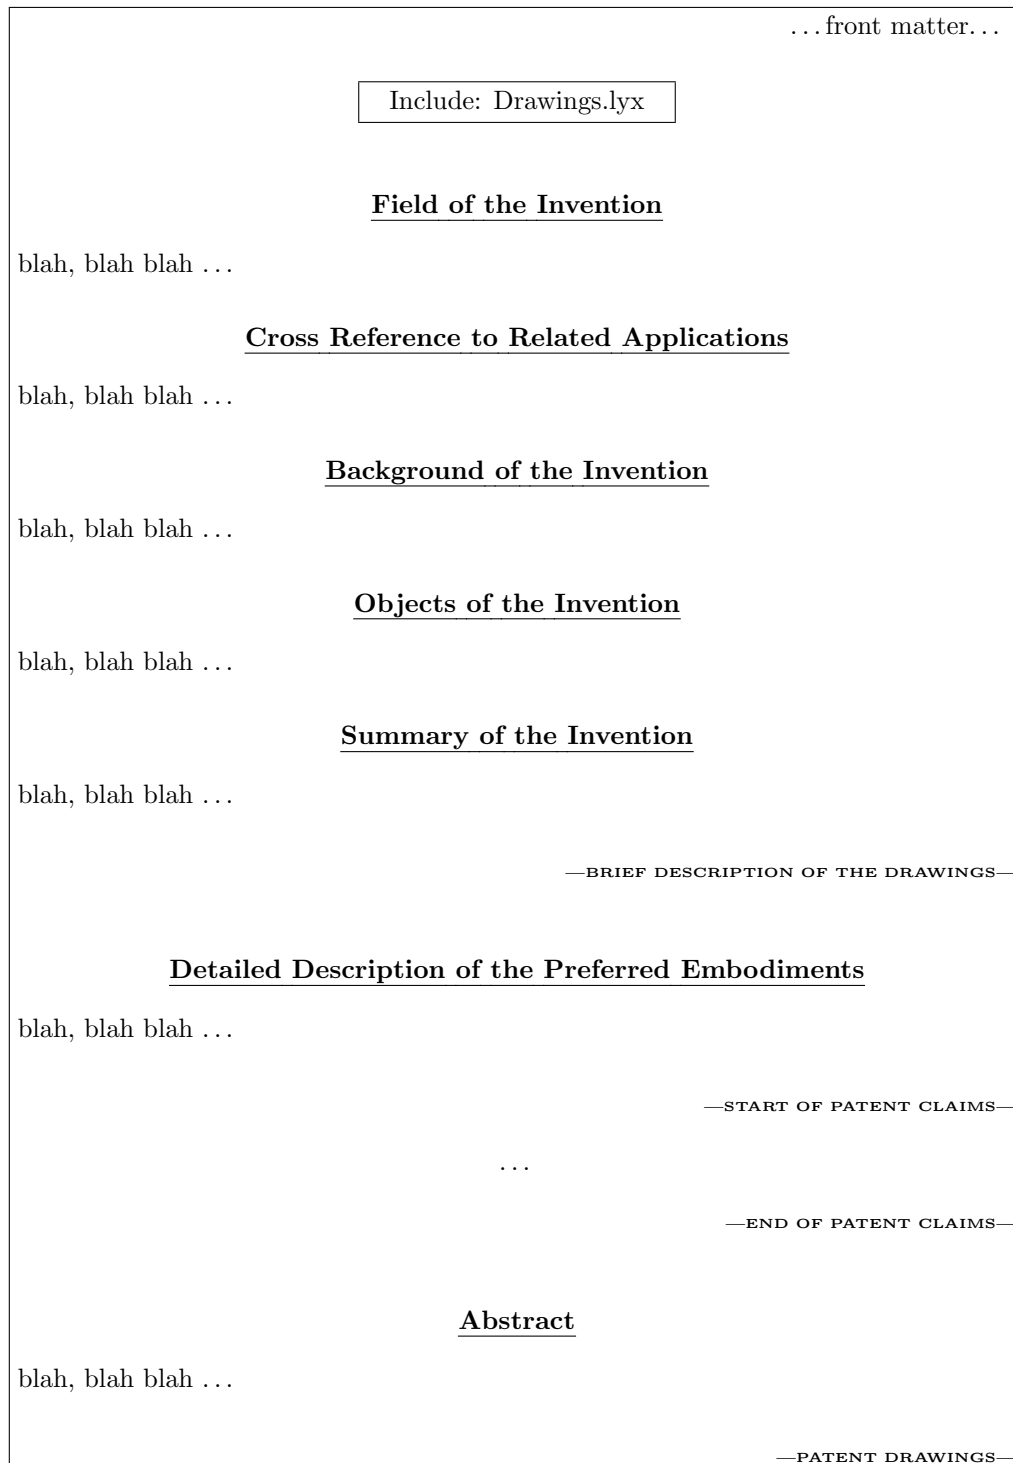 ...front matter...
Include: Drawings.lyx
Field of the Invention
blah, blah blah ...
Cross Reference to Related Applications
blah, blah blah ...
Background of the Invention
blah, blah blah ...
Objects of the Invention
blah, blah blah ...
Summary of the Invention
blah, blah blah ...
—BRIEF DESCRIPTION OF THE DRAWINGS—
Detailed Description of the Preferred Embodiments
blah, blah blah ...
—START OF PATENT CLAIMS—
...
—END OF PATENT CLAIMS—
Abstract
blah, blah blah ...
—PATENT DRAWINGS—